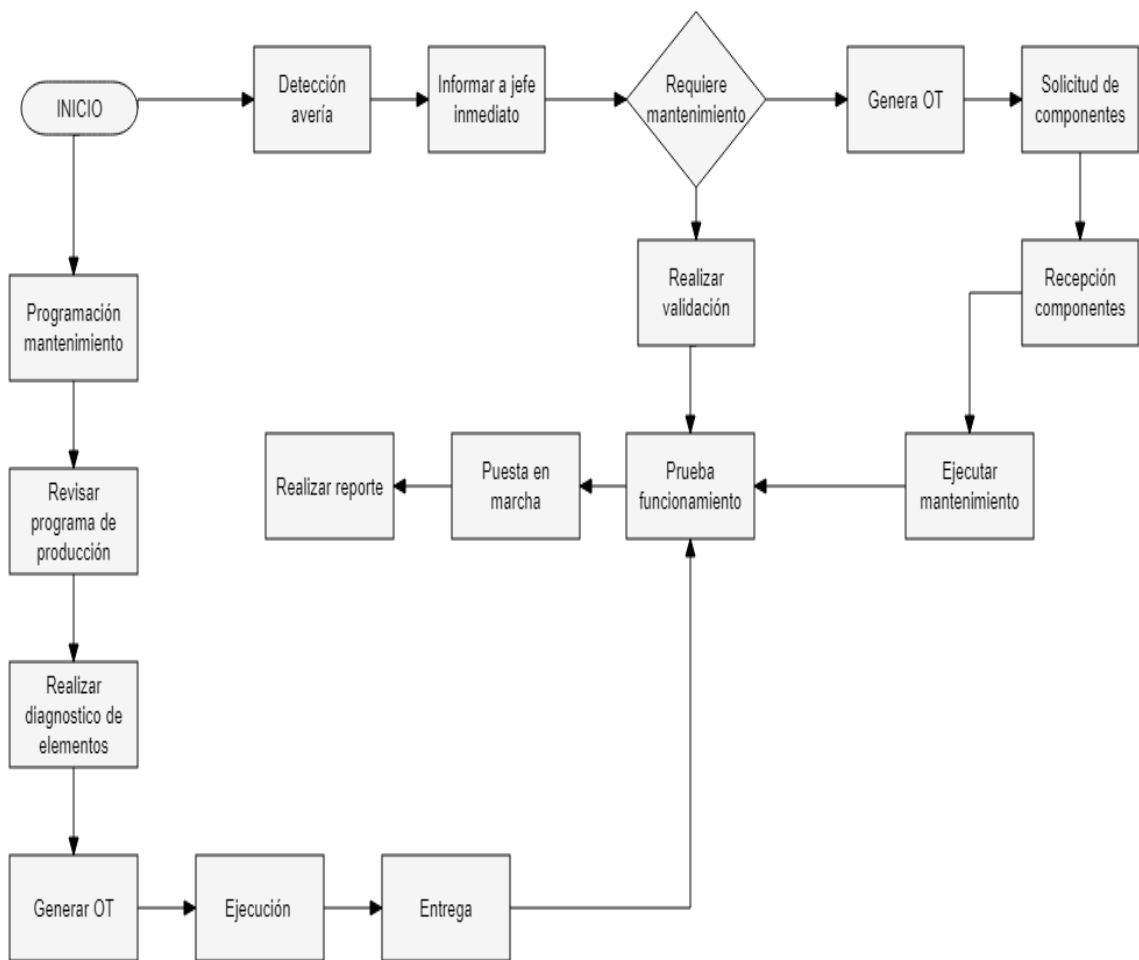 INICIO
Detección
avería
Informar a jefe
inmediato
Requiere
mantenimiento
Genera OT
Solicitud de
componentes
Programación
mantenimiento
Realizar
validación
Recepción
componentes
Revisar
programa de
producción
Realizar reporte
Puesta en
marcha
Prueba
funcionamiento
Ejecutar
mantenimiento
Realizar
diagnostico de
elementos
Generar OT
Ejecución
Entrega